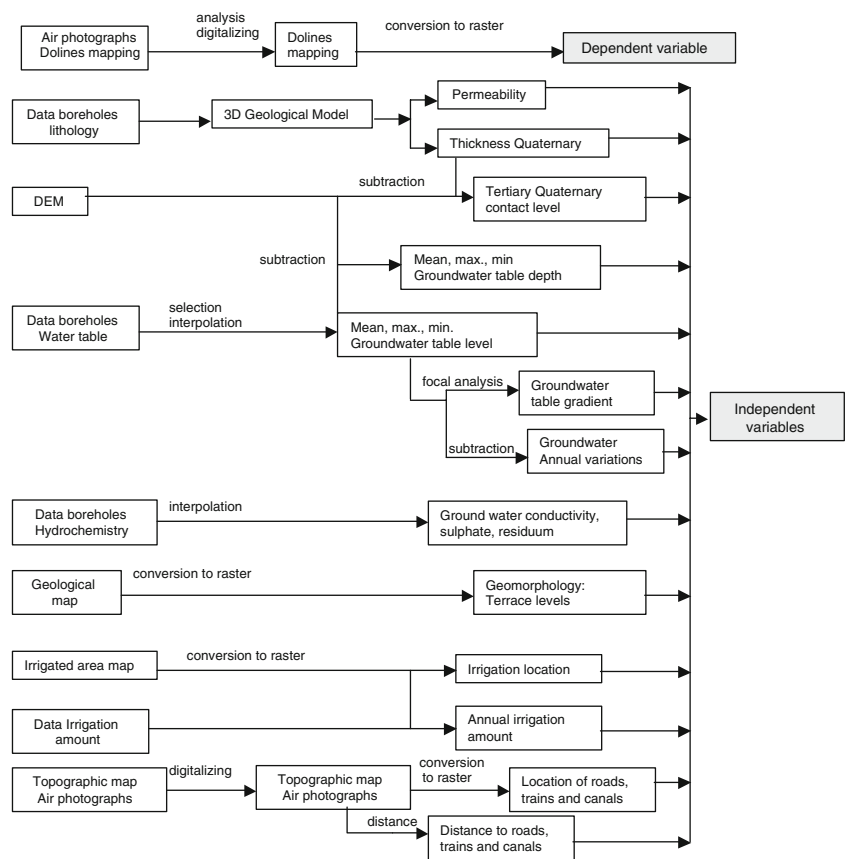 analysis
digitalizing
conversion to raster
Air photographs
Dolines mapping
Dolines
mapping
Dependent variable
Permeability
Data boreholes
lithology
3D Geological Model
Thickness Quaternary
subtraction
DEM
Tertiary Quaternary
contact level
subtraction
Mean, max., min
Groundwater table depth
Data boreholes
Water table
selection
interpolation
Mean, max., min.
Groundwater table level
focal analysis
Groundwater
table gradient
Independent
variables
subtraction
Groundwater
Annual variations
Data boreholes
Hydrochemistry
interpolation
Ground water conductivity,
sulphate, residuum
Geological
map
conversion to raster
Geomorphology:
Terrace levels
Irrigated area map
conversion to raster
Irrigation location
Data Irrigation
amount
Annual irrigation
amount
Topographic map
Air photographs
digitalizing
Topographic map
Air photographs
conversion
to raster
Location of roads,
trains and canals
distance
Distance to roads,
trains and canals